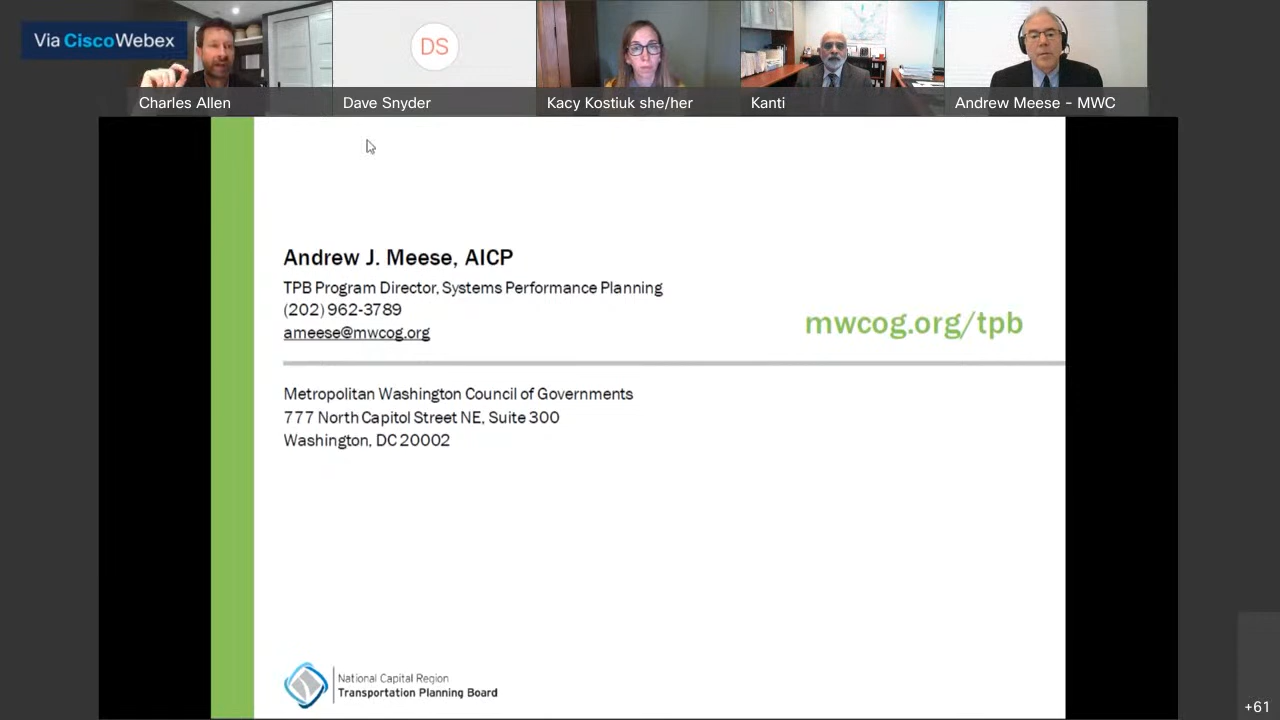 Via Cisco Webex
DS
Charles Allen
Dave Snyder
Kacy Kostiuk she/her
Kanti
Andrew Meese - MWC
Andrew J. Meese, AICP
TPB Program Director, Systems Performance Planning
(202) 962-3789
ameese@mwcog.org
mwcog.org/tpb
Metropolitan Washington Council of Governments
777 North Capitol Street NE, Suite 300
Washington, DC 20002
National Capital Region
Transportation Planning Board
+61